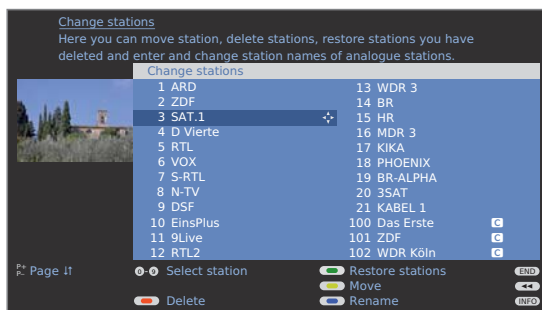 Change stations
Here you can move station, delete stations, restore stations you have
deleted and enter and change station names of analogue stations.
Change stations
1 ARD
2 ZDF
3 SAT.1
4 D Vierte
5 RTL
6 VOX
7 S-RTL
8 N-TV
9 DSF
10 EinsPlus
11 9Live
12 RTL2
13 WDR 3
14 BR
15 HR
16 MDR 3
17 KIKA
18 PHOENIX
19 BR-ALPHA
20 3SAT
21 KABEL 1
100 Das Erste C
101 ZDF C
102 WDR Köln C
P+ P- Page
0-9 Select station
Restore stations END
Move
Delete
Rename INFO